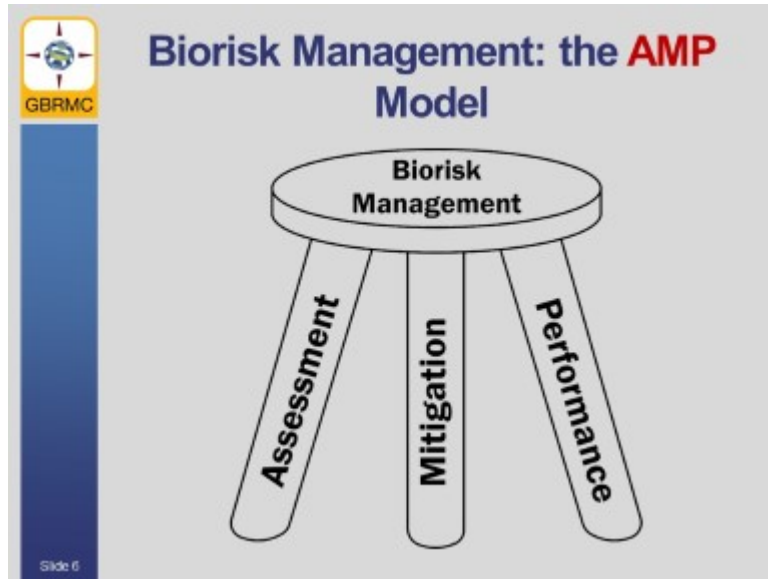 GBRMC
Biorisk Management: the AMP
Model
Biorisk
Management
Assessment
Mitigation
Performance
Slide 6